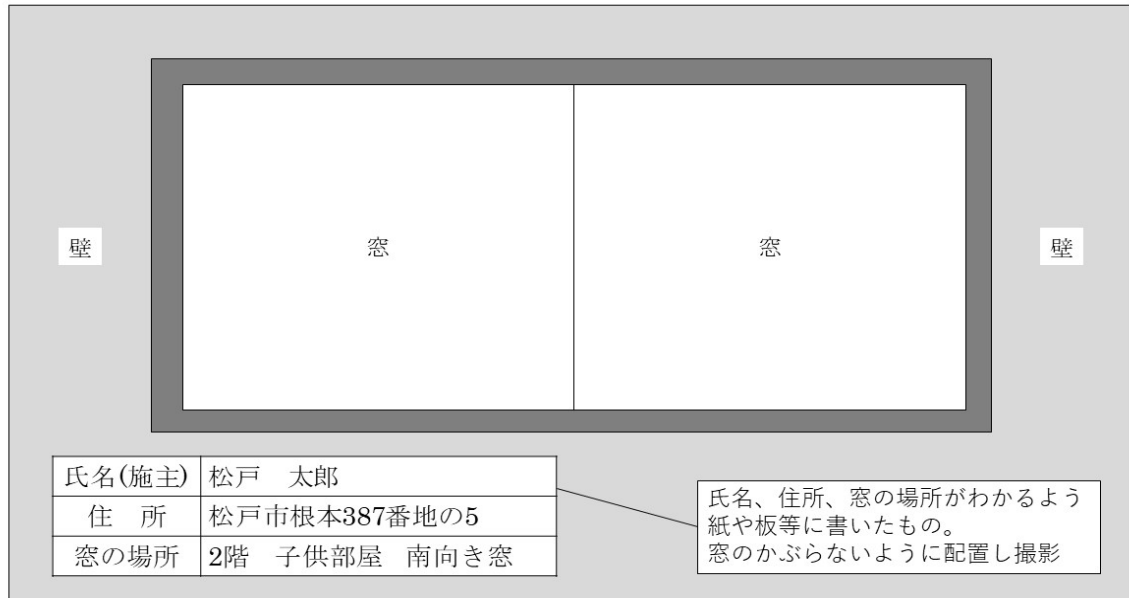 壁
窓
窓
壁
氏名(施主) 松戸　太郎
住　所 松戸市根本387番地の5
窓の場所 2階　子供部屋　南向き窓
氏名、住所、窓の場所がわかるよう
紙や板等に書いたもの。
窓のかぶらないように配置し撮影